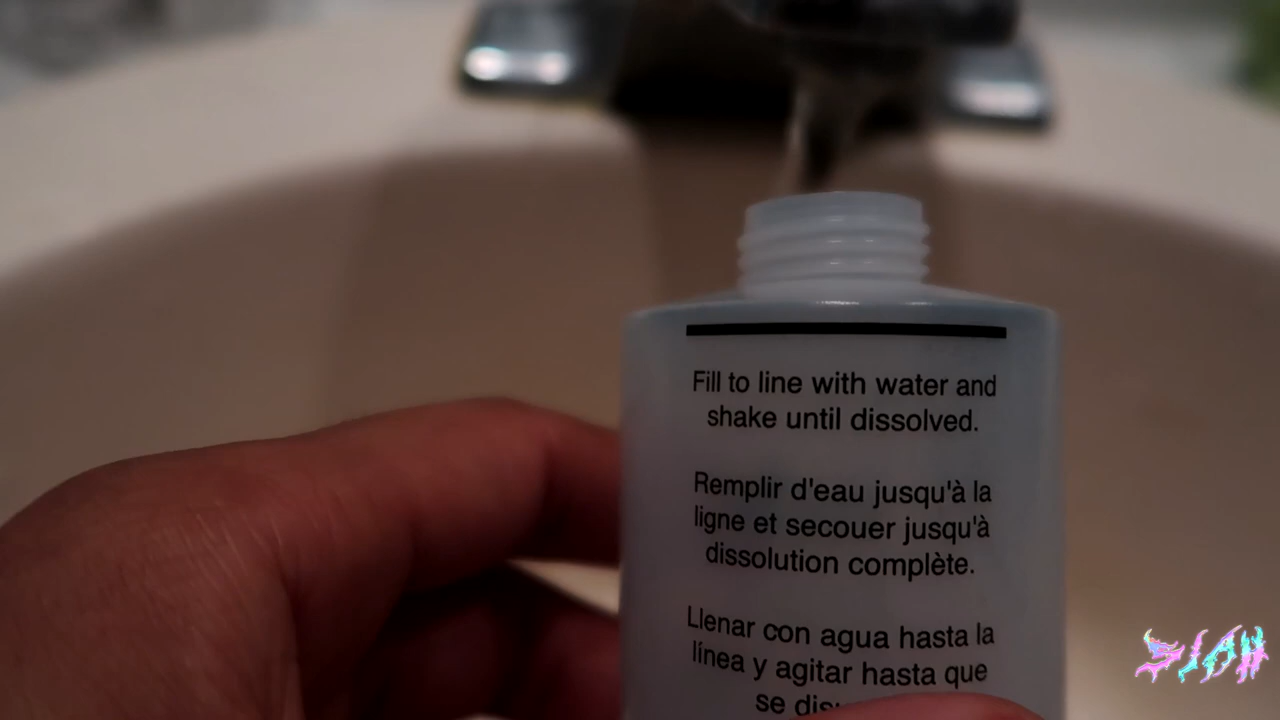 Fill to line with water and
shake until dissolved.
Remplir d'eau jusqu'à la
ligne et secouer jusqu'à
dissolution complète.
Llenar con agua hasta la
línea y agitar hasta que
se